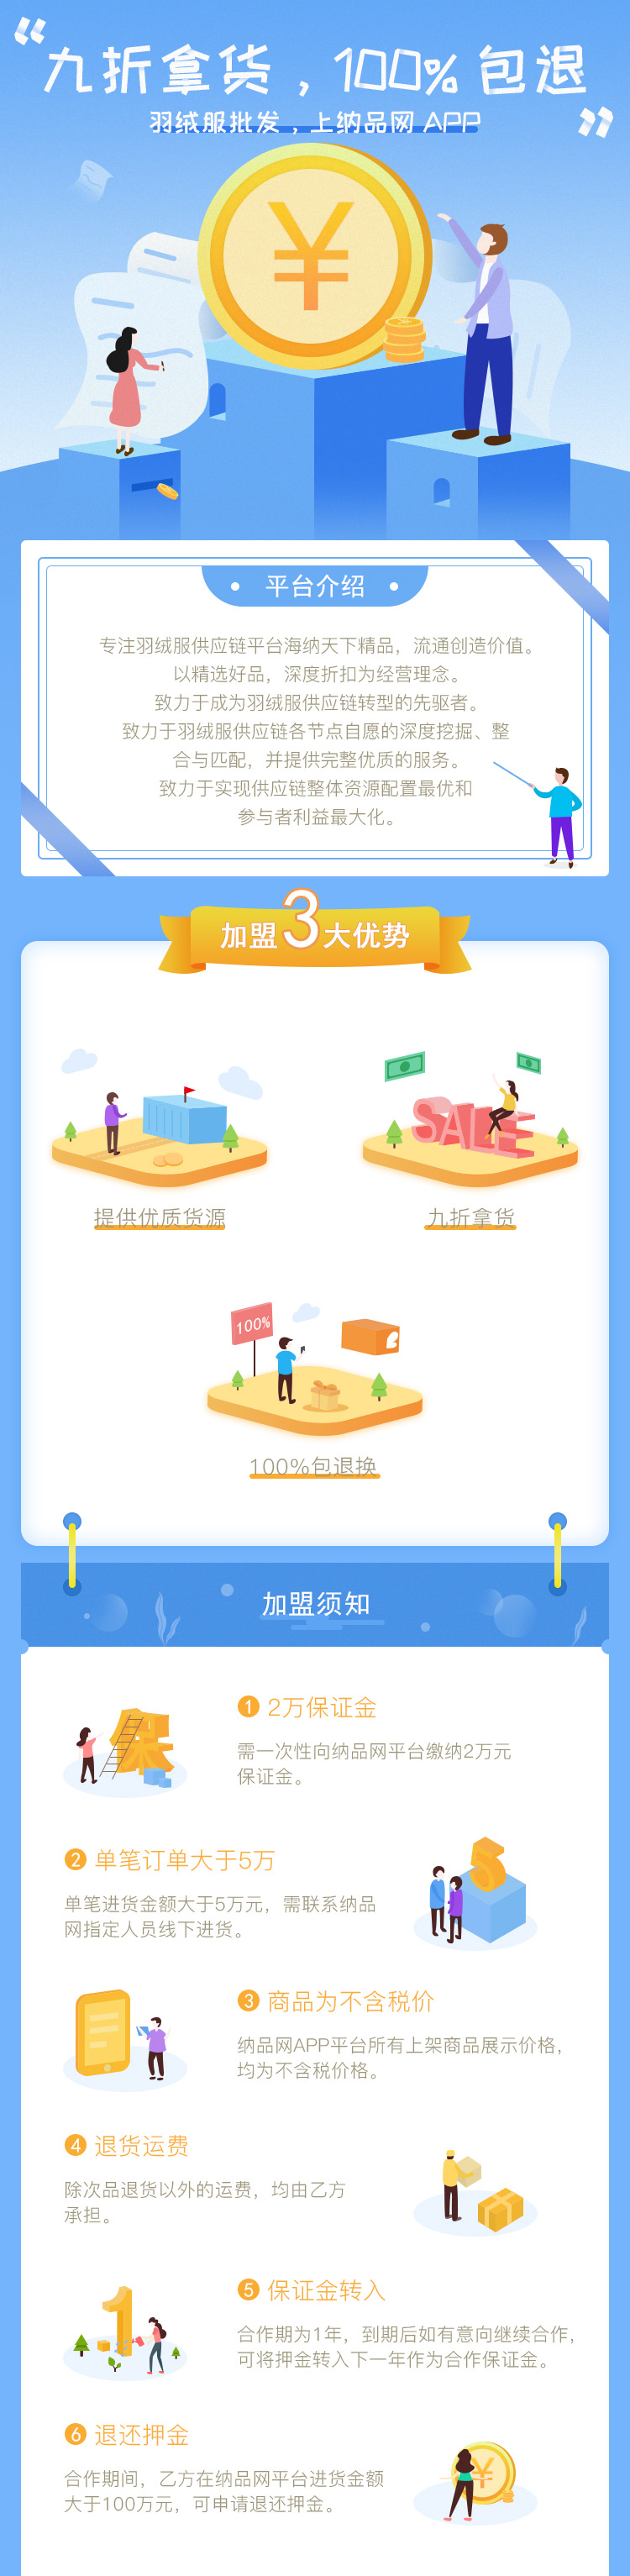 九折拿货，100%包退
羽绒服批发，上纳品网 APP
¥
平台介绍
专注羽绒服供应链平台海纳天下精品，流通创造价值。
以精选好品，深度折扣为经营理念。
致力于成为羽绒服供应链转型的先驱者。
致力于羽绒服供应链各节点自愿的深度挖掘、整
合与匹配，并提供完整优质的服务。
致力于实现供应链整体资源配置最优和
参与者利益最大化。
加盟3大优势
SALE
提供优质货源
九折拿货
100%
100%包退换
加盟须知
保
1 2万保证金
需一次性向纳品网平台缴纳2万元
保证金。
2 单笔订单大于5万
单笔进货金额大于5万元，需联系纳品
网指定人员线下进货。
5
3 商品为不含税价
纳品网APP平台所有上架商品展示价格，
均为不含税价格。
4 退货运费
除次品退货以外的运费，均由乙方
承担。
1
5 保证金转入
合作期为1年，到期后如有意向继续合作，
可将押金转入下一年作为合作保证金。
6 退还押金
合作期间，乙方在纳品网平台进货金额
大于100万元，可申请退还押金。
¥